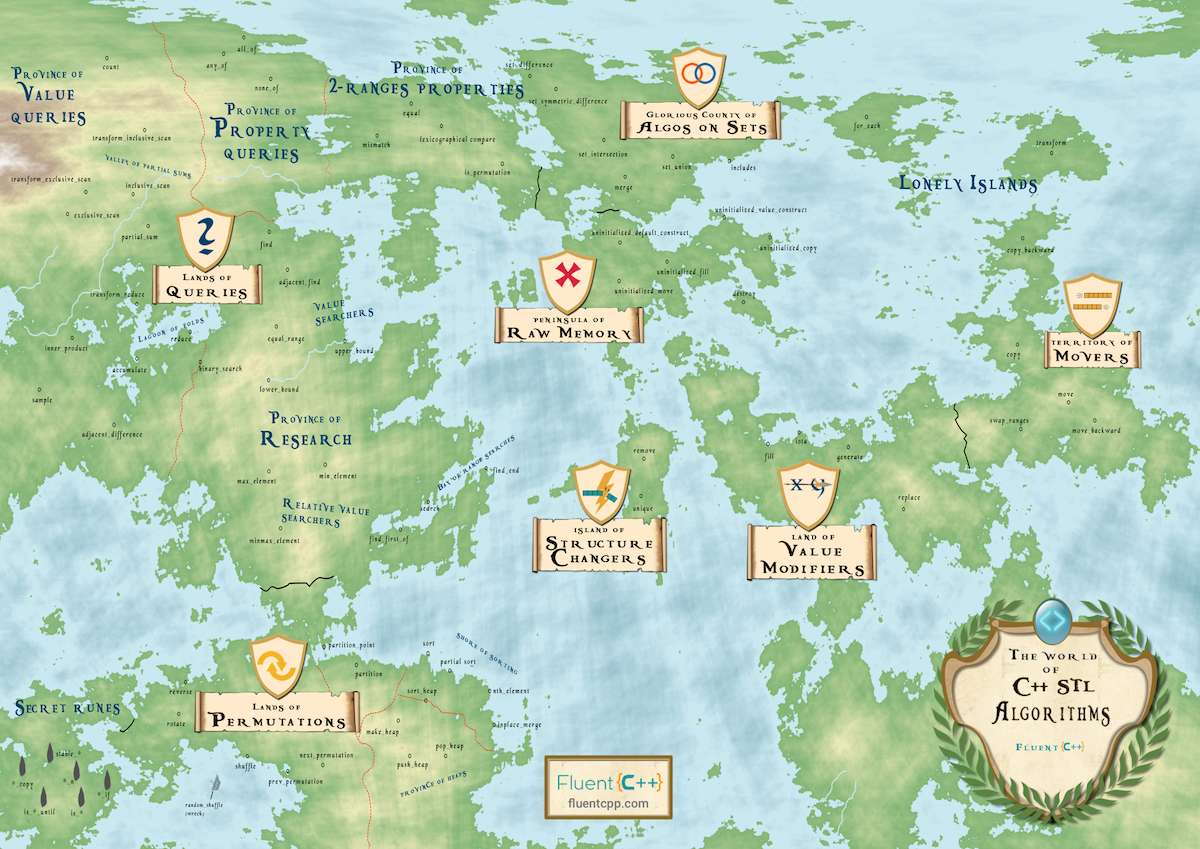 all_of
count
any_of
none_of
Province of
Value
queries
Province of
Property
queries
transform_inclusive_scan
Valley of partial sums
transform_exclusive_scan
inclusive_scan
exclusive_scan
partial_sum
Lands of
Queries
find
adjacent_find
transform_reduce
Lagoon of folds
reduce
inner_product
accumulate
sample
adjacent_difference
Value
searchers
equal_range
upper_bound
binary_search
lower_bound
Province of
Research
max_element
min_element
Relative value
searchers
minmax_element
Bay of range searches
find_end
search
find_first_of
Province of
2-ranges properties
equal
mismatch
lexicographical compare
is_permutation
set_difference
set_symmetric_difference
Glorious County of
Algos on Sets
set_intersection
set_union
includes
merge
for_each
transform
Lonely Islands
uninitialized_value_construct
uninitialized_default_construct
uninitialized_copy
uninitialized_fill
uninitialized_move
destroy
Peninsula of
Raw Memory
copy_backward
Territory of
Movers
copy
move
swap_ranges
move_backward
remove
unique
Island of
Structure
Changers
iota
fill
generate
replace
x y
Land of
Value
Modifiers
partition_point
partition
sort
partial sort
Shore of Sorting
nth_element
sort_heap
inplace_merge
make_heap
pop_heap
push_heap
Province of Heaps
reverse
rotate
Lands of
Permutations
next_permutation
shuffle
prev_permutation
random_shuffle
(wreck)
Secret runes
stable_*
*_copy
*_n
*_if
is_*_until
is_*
Fluent {C++}
fluentcpp.com
The World
of
C++ STL
Algorithms
Fluent {C++}